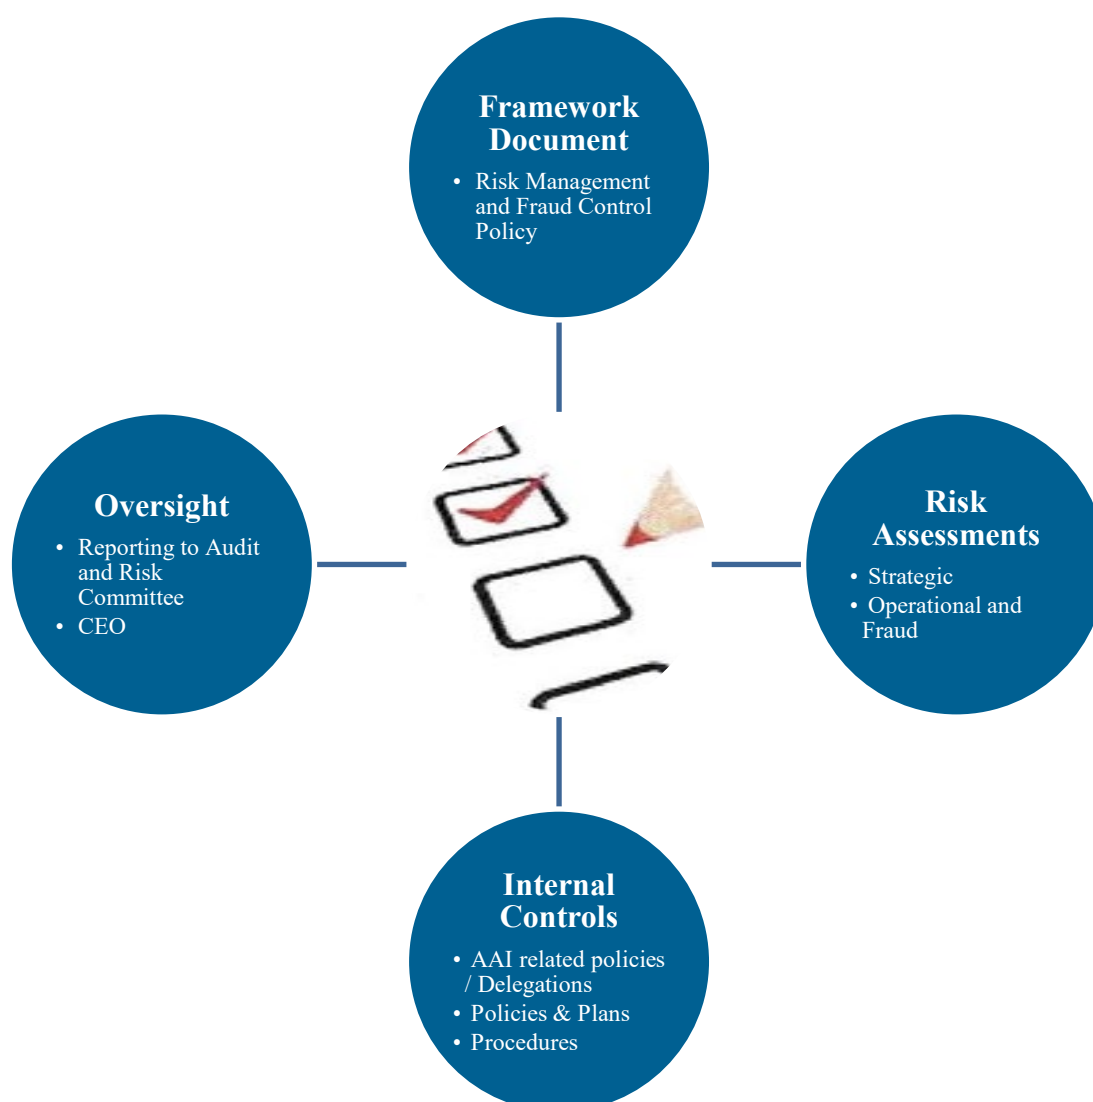 Framework
Document
• Risk Management
and Fraud Control
Policy
Oversight
• Reporting to Audit
and Risk
Committee
• CEO
Risk
Assessments
• Strategic
• Operational and
Fraud
Internal
Controls
• AAI related policies
/ Delegations
• Policies & Plans
• Procedures